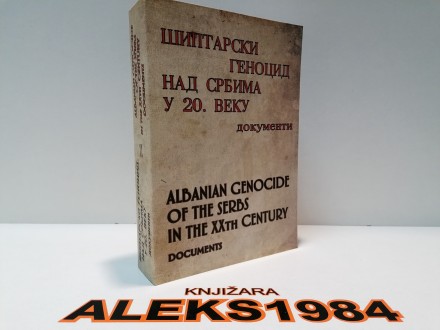 ШИПТАРСКИ
ГЕНОЦИД
НАД СРБИМА
У 20. ВЕКУ
ДОКУМЕНТИ
ALBANIAN GENOCIDE
OF THE SERBS
IN THE XXTH CENTURY
DOCUMENTS
KNJIŽARA
ALEKS1984